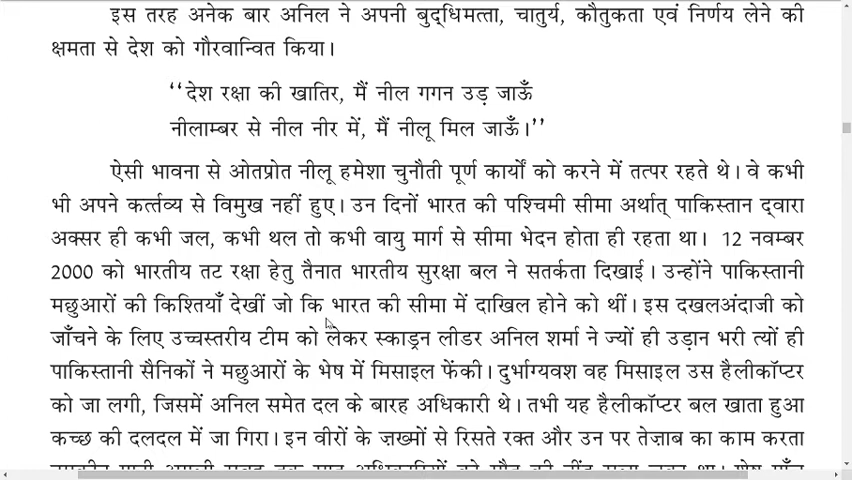 इस तरह अनेक बार अनिल ने अपनी बुद्धिमत्ता, चातुर्य, कौतुकता एवं निर्णय लेने की
क्षमता से देश को गौरवान्वित किया।
‘‘देश रक्षा की खातिर, मैं नील गगन उड़ जाऊँ
नीलाम्बर से नील नीर में, मैं नीलू मिल जाऊँ।’’
ऐसी भावना से ओतप्रोत नीलू हमेशा चुनौती पूर्ण कार्यों को करने में तत्पर रहते थे। वे कभी
भी अपने कर्त्तव्य से विमुख नहीं हुए। उन दिनों भारत की पश्चिमी सीमा अर्थात् पाकिस्तान द्वारा
अक्सर ही कभी जल, कभी थल तो कभी वायु मार्ग से सीमा भेदन होता ही रहता था। 12 नवम्बर
2000 को भारतीय तट रक्षा हेतु तैनात भारतीय सुरक्षा बल ने सतर्कता दिखाई। उन्होंने पाकिस्तानी
मछुआरों की किश्तियाँ देखीं जो कि भारत की सीमा में दाखिल होने को थीं। इस दखलअंदाजी को
जाँचने के लिए उच्चस्तरीय टीम को लेकर स्काड्रन लीडर अनिल शर्मा ने ज्यों ही उड़ान भरी त्यों ही
पाकिस्तानी सैनिकों ने मछुआरों के भेष में मिसाइल फेंकी। दुर्भाग्यवश वह मिसाइल उस हैलीकॉप्टर
को जा लगी, जिसमें अनिल समेत दल के बारह अधिकारी थे। तभी यह हैलीकॉप्टर बल खाता हुआ
कच्छ की दलदल में जा गिरा। इन वीरों के ज़ख्मों से रिसते रक्त और उन पर तेज़ाब का काम करता